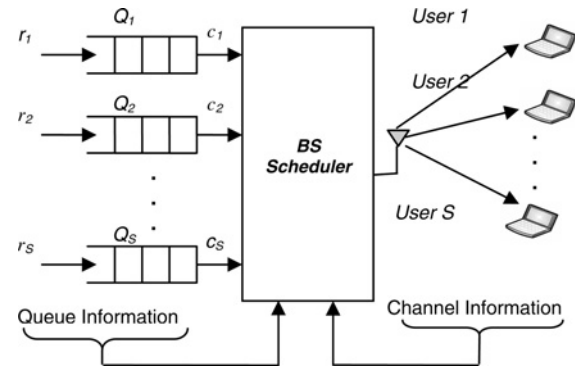 Q1 c1 User 1
r1
Q2 c2 User 2
r2
BS
Scheduler
QS cS User S
rS
Queue Information Channel Information